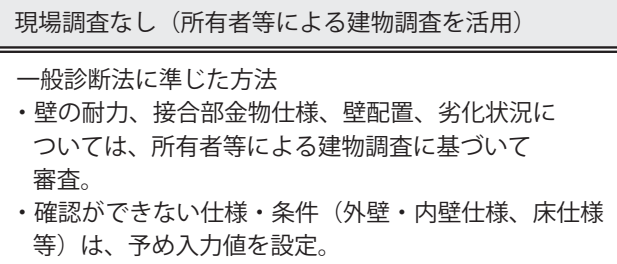 現場調査なし（所有者等による建物調査を活用）
一般診断法に準じた方法
・壁の耐力、接合部金物仕様、壁配置、劣化状況に
ついては、所有者等による建物調査に基づいて
審査。
・確認ができない仕様・条件（外壁・内壁仕様、床仕様
等）は、予め入力値を設定。